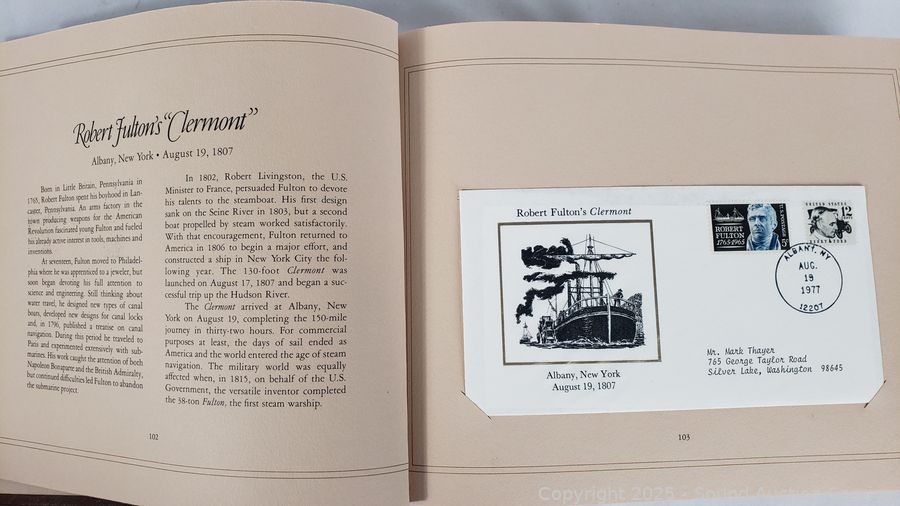 Robert Fulton's "Clermont"
Albany, New York • August 19, 1807
Born in Little Britain, Pennsylvania in
1765, Robert Fulton spent his boyhood in Lan-
caster, Pennsylvania. An arms factory in the
town producing weapons for the American
Revolution fascinated young Fulton and fueled
his already active interest in tools, machines and
inventions.
At seventeen, Fulton moved to Philadel-
phia where he was apprenticed to a jeweler, but
soon began devoting his full attention to
science and engineering. Still thinking about
water travel, he designed new types of canal
boats, developed new designs for canal locks
and, in 1796, published a treatise on canal
navigation. During this period he traveled to
Paris and experimented extensively with sub-
marines. His work caught the attention of both
Napoleon Bonaparte and the British Admiralty,
but continued difficulties led Fulton to abandon
the submarine project.
In 1802, Robert Livingston, the U.S.
Minister to France, persuaded Fulton to devote
his talents to the steamboat. His first design
sank on the Seine River in 1803, but a second
boat propelled by steam worked satisfactorily.
With that encouragement, Fulton returned to
America in 1806 to begin a major effort, and
constructed a ship in New York City the fol-
lowing year. The 130-foot Clermont was
launched on August 17, 1807 and began a suc-
cessful trip up the Hudson River.
The Clermont arrived at Albany, New
York on August 19, completing the 150-mile
journey in thirty-two hours. For commercial
purposes at least, the days of sail ended as
America and the world entered the age of steam
navigation. The military world was equally
affected when, in 1815, on behalf of the U.S.
Government, the versatile inventor completed
the 38-ton Fulton, the first steam warship.
102
Robert Fulton's Clermont
Albany, New York
August 19, 1807
ROBERT
FULTON
1765/1965
U.S. POSTAGE
5¢
UNITED STATES
12
HENRY FORD
ALBANY, NY
AUG.
19
1977
12207
Mr. Mark Thayer
765 George Taylor Road
Silver Lake, Washington 98645
103
Copyright 2025 - Sound Auction